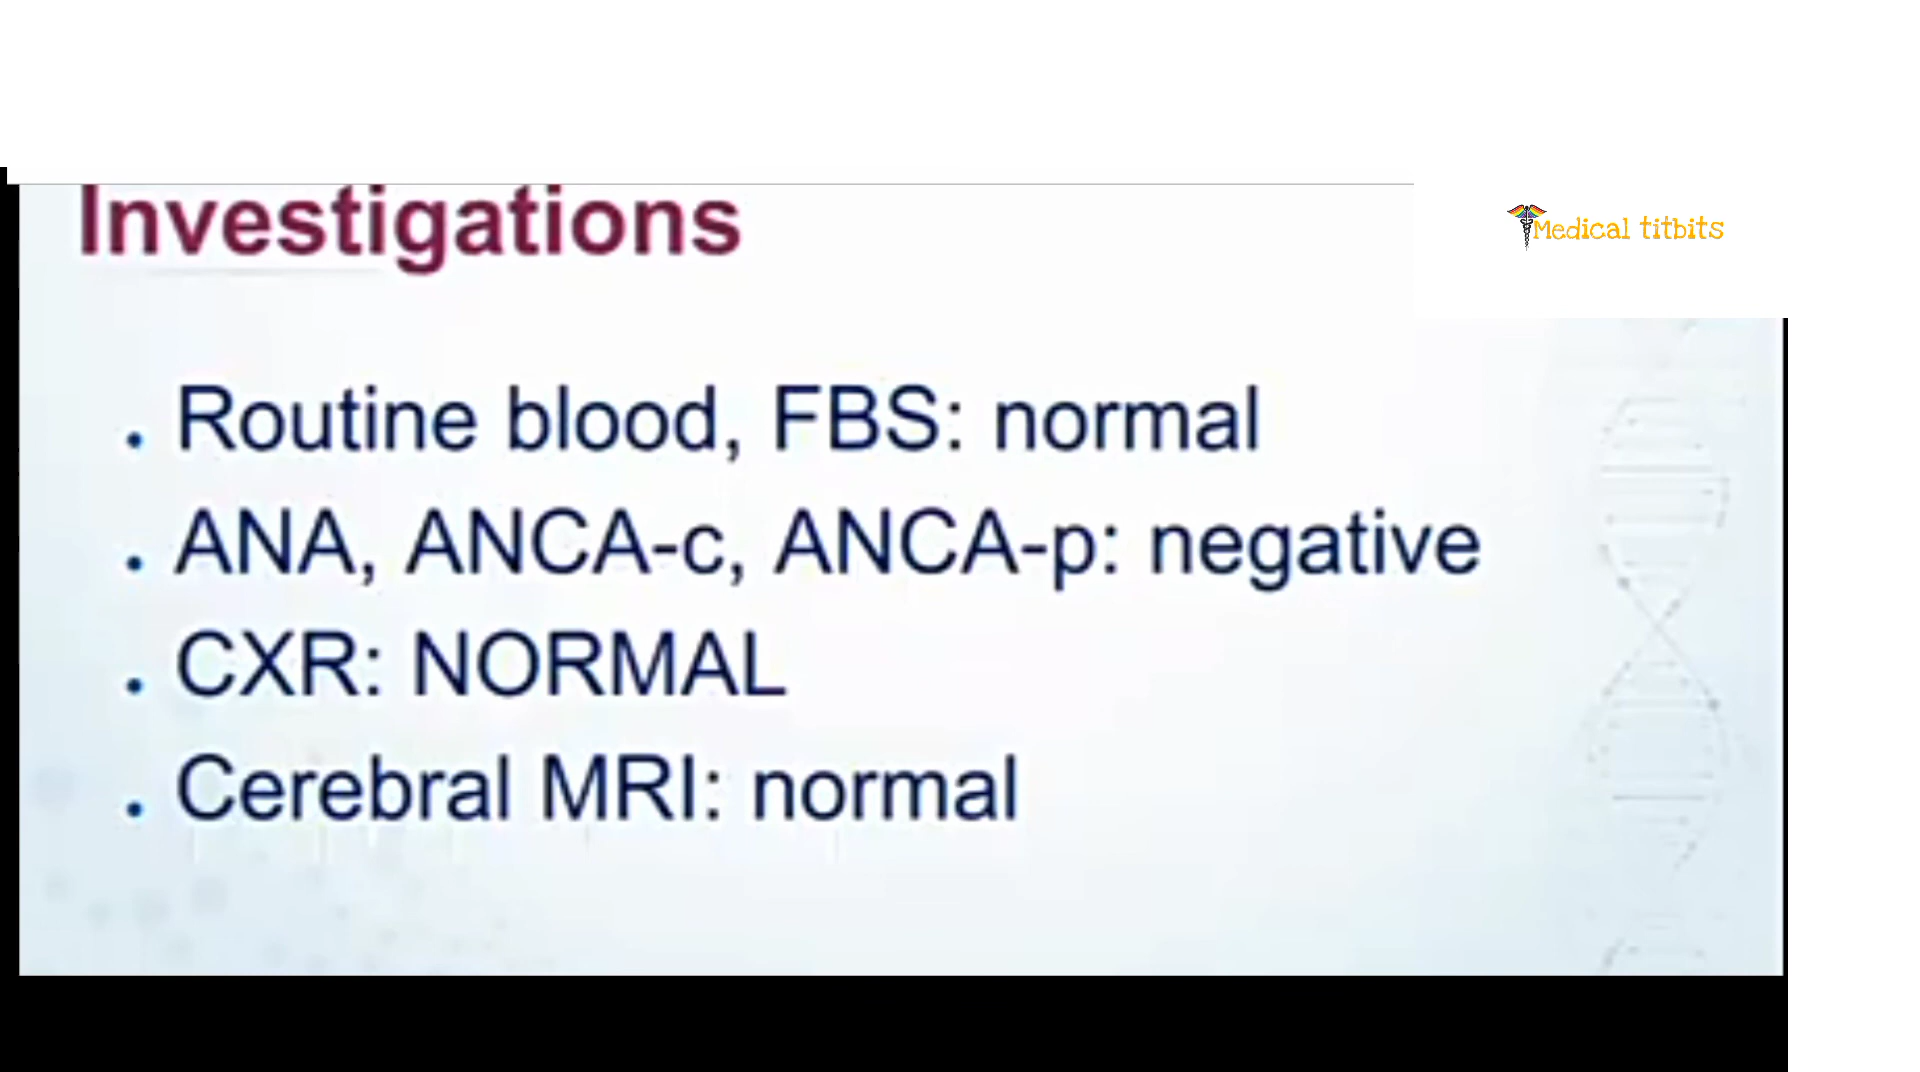 Investigations
Medical titbits
. Routine blood, FBS: normal
. ANA, ANCA-c, ANCA-p: negative
. CXR: NORMAL
. Cerebral MRI: normal